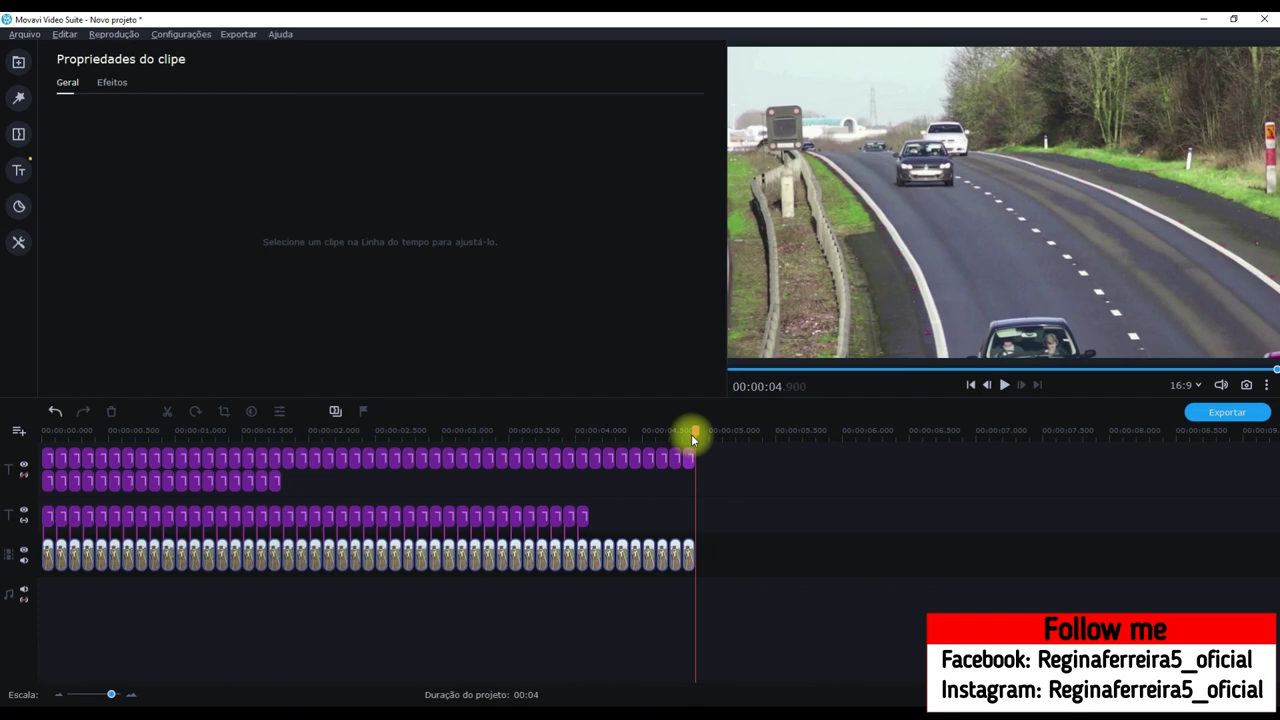 Movavi Video Suite - Novo projeto *
Arquivo Editar Reprodução Configurações Exportar Ajuda
Propriedades do clipe
Geral Efeitos
Selecione um clipe na Linha do tempo para ajustá-lo.
00:00:04.900
16:9
Exportar
00:00:00.000 00:00:00.500 00:00:01.000 00:00:01.500 00:00:02.000 00:00:02.500 00:00:03.000 00:00:03.500 00:00:04.000 00:00:04.500 00:00:05.000 00:00:05.500 00:00:06.000 00:00:06.500 00:00:07.000 00:00:07.500 00:00:08.000 00:00:08.500
Follow me
Facebook: Reginaferreira5_oficial
Instagram: Reginaferreira5_oficial
Escala:
Duração do projeto: 00:04